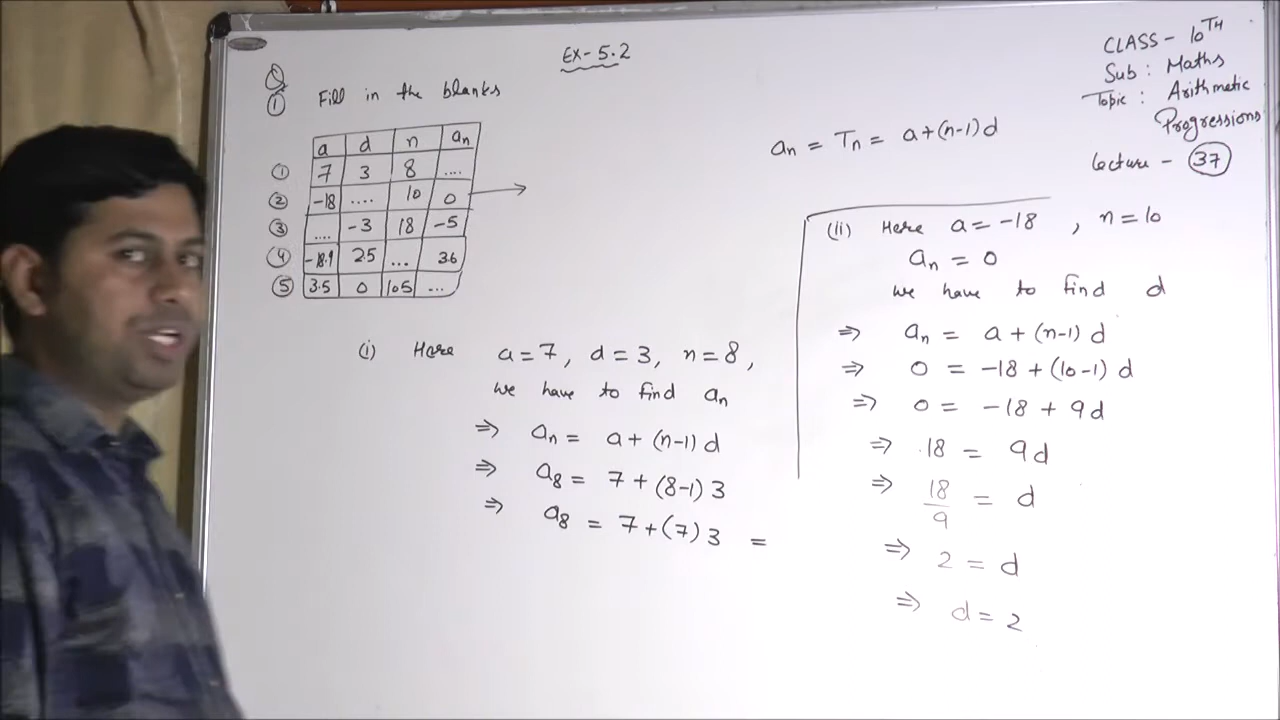 EX-5.2
CLASS - 10TH
Sub : Maths
Topic : Arithmetic
Progressions
Lecture - 37
Q
1 Fill in the blanks
a d n an
1 7 3 8 ....
2 -18 .... 10 0
3 .... -3 18 -5
4 -18.9 2.5 ... 3.6
5 3.5 0 105 ...
an = Tn = a+(n-1)d
(i) Here a=7, d=3, n=8,
we have to find an
⇒ an = a+(n-1)d
⇒ a8 = 7+(8-1)3
⇒ a8 = 7+(7)3 =
(ii) Here a=-18, n=10
an = 0
we have to find d
⇒ an = a+(n-1)d
⇒ 0 = -18+(10-1)d
⇒ 0 = -18+9d
⇒ 18 = 9d
⇒ 18/9 = d
⇒ 2 = d
⇒ d=2